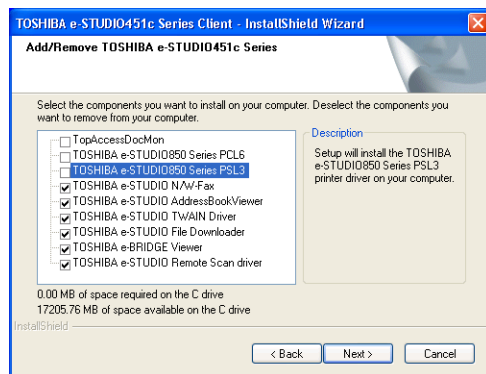 TOSHIBA e-STUDIO451c Series Client - InstallShield Wizard
Add/Remove TOSHIBA e-STUDIO451c Series
Select the components you want to install on your computer. Deselect the components you
want to remove from your computer.
TopAccessDocMon
TOSHIBA e-STUDIO850 Series PCL6
TOSHIBA e-STUDIO850 Series PSL3
TOSHIBA e-STUDIO N/W-Fax
TOSHIBA e-STUDIO AddressBookViewer
TOSHIBA e-STUDIO TWAIN Driver
TOSHIBA e-STUDIO File Downloader
TOSHIBA e-BRIDGE Viewer
TOSHIBA e-STUDIO Remote Scan driver
Description
Setup will install the TOSHIBA
e-STUDIO850 Series PSL3
printer driver on your computer.
0.00 MB of space required on the C drive
17205.76 MB of space available on the C drive
InstallShield
< Back
Next >
Cancel